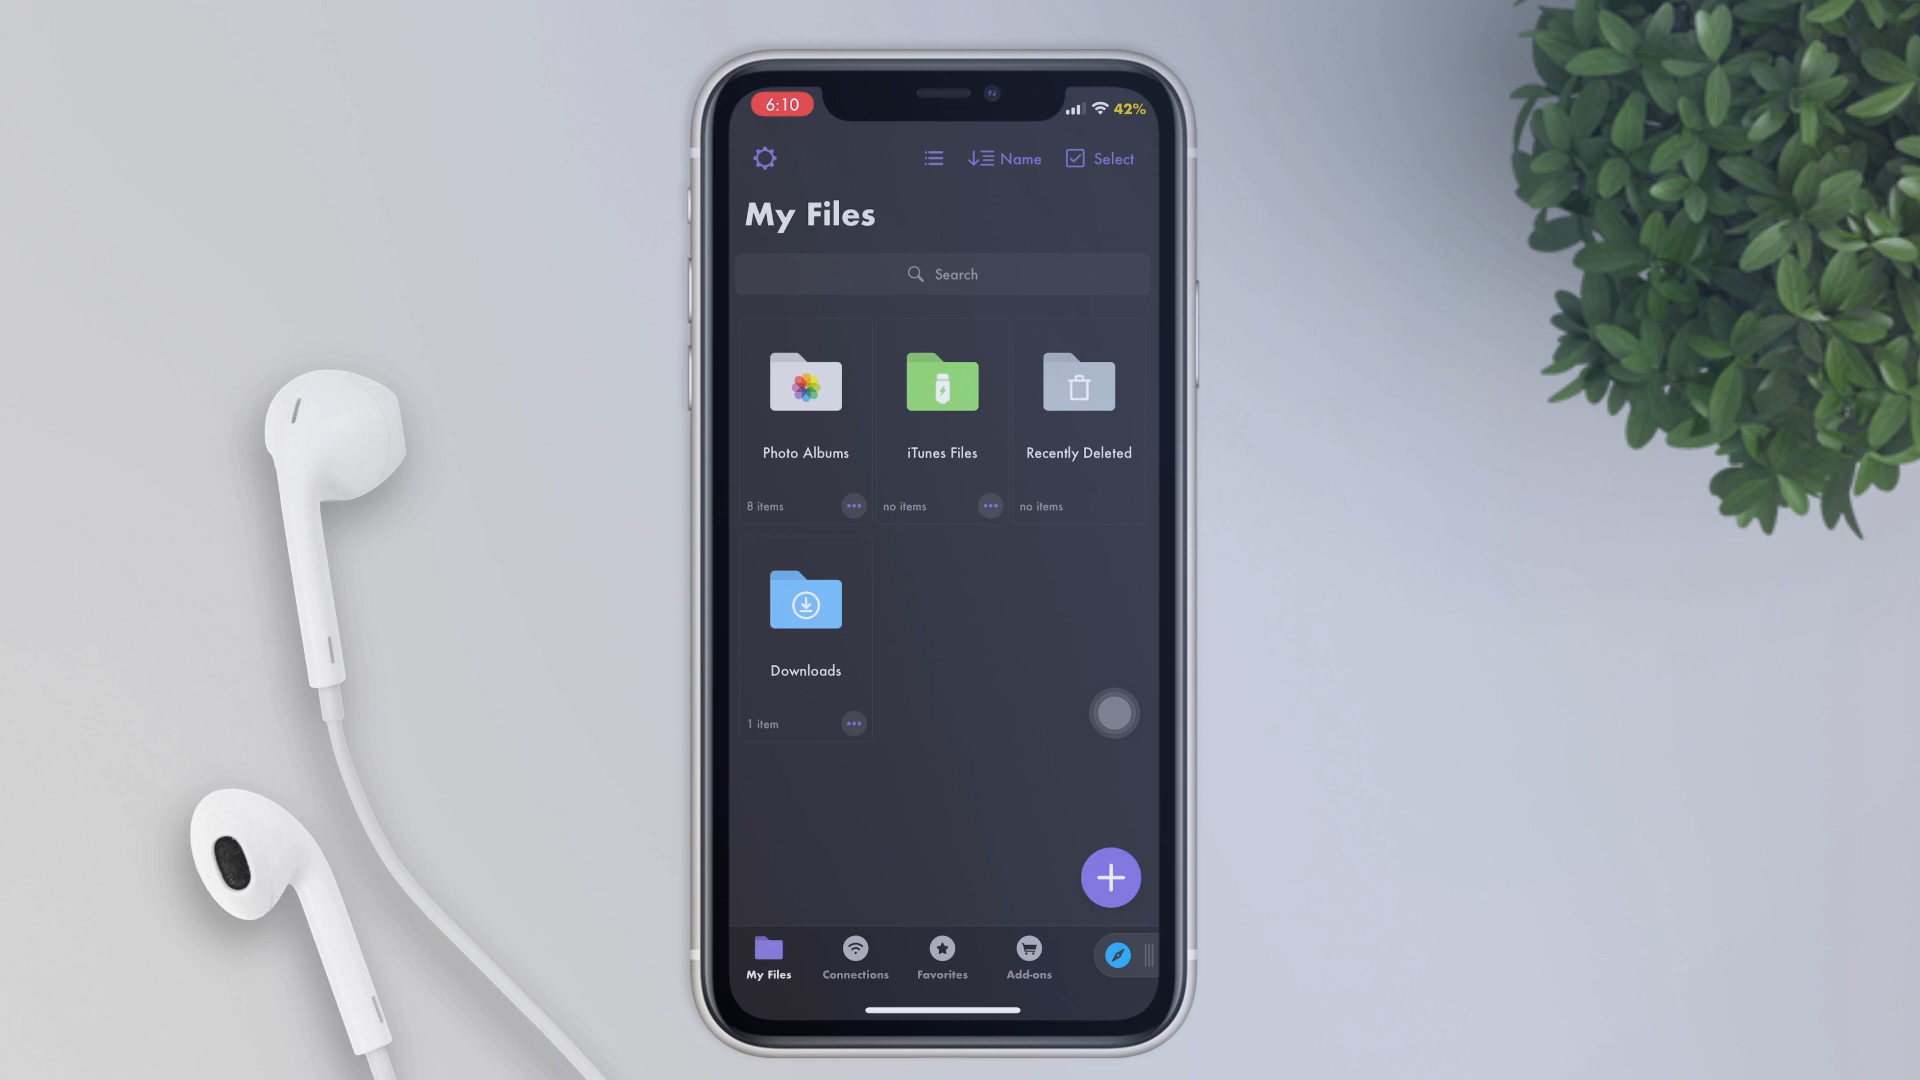 6:10
42%
Name
Select
My Files
Search
Photo Albums
iTunes Files
Recently Deleted
8 items
no items
no items
Downloads
1 item
My Files
Connections
Favorites
Add-ons